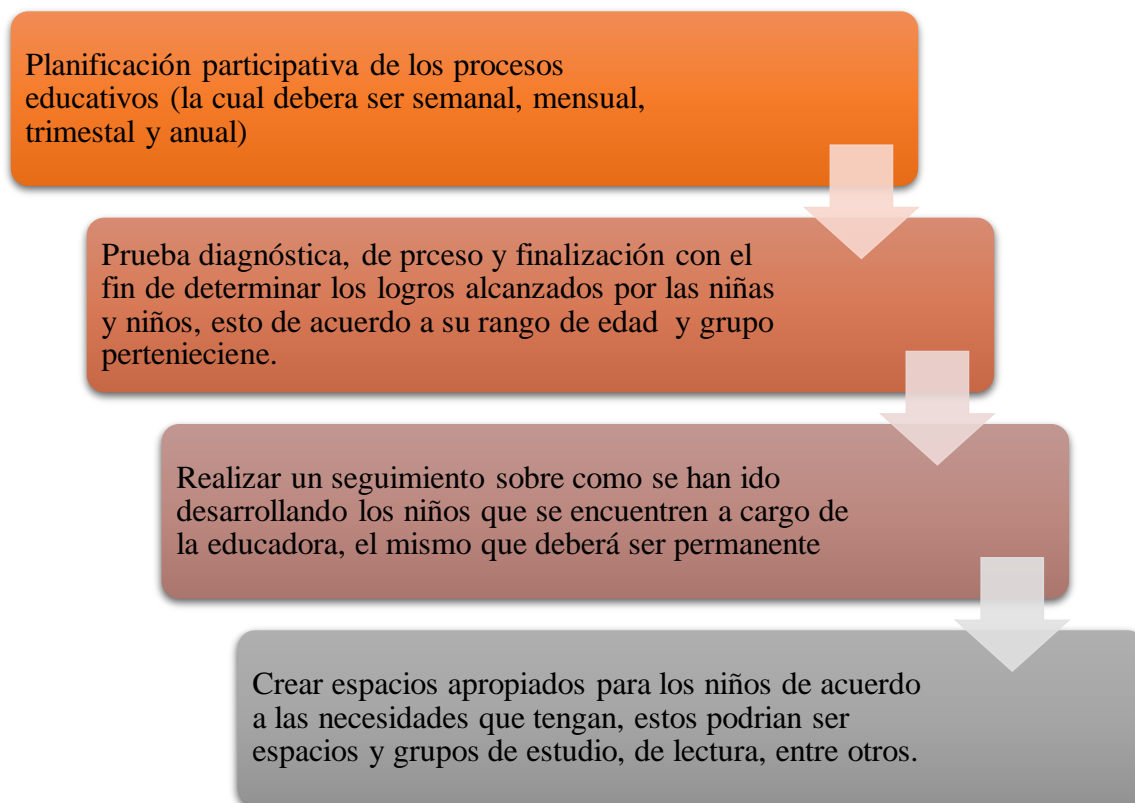 Planificación participativa de los procesos
educativos (la cual debera ser semanal, mensual,
trimestal y anual)
Prueba diagnóstica, de prceso y finalización con el
fin de determinar los logros alcanzados por las niñas
y niños, esto de acuerdo a su rango de edad y grupo
pertenieciene.
Realizar un seguimiento sobre como se han ido
desarrollando los niños que se encuentren a cargo de
la educadora, el mismo que deberá ser permanente
Crear espacios apropiados para los niños de acuerdo
a las necesidades que tengan, estos podrian ser
espacios y grupos de estudio, de lectura, entre otros.